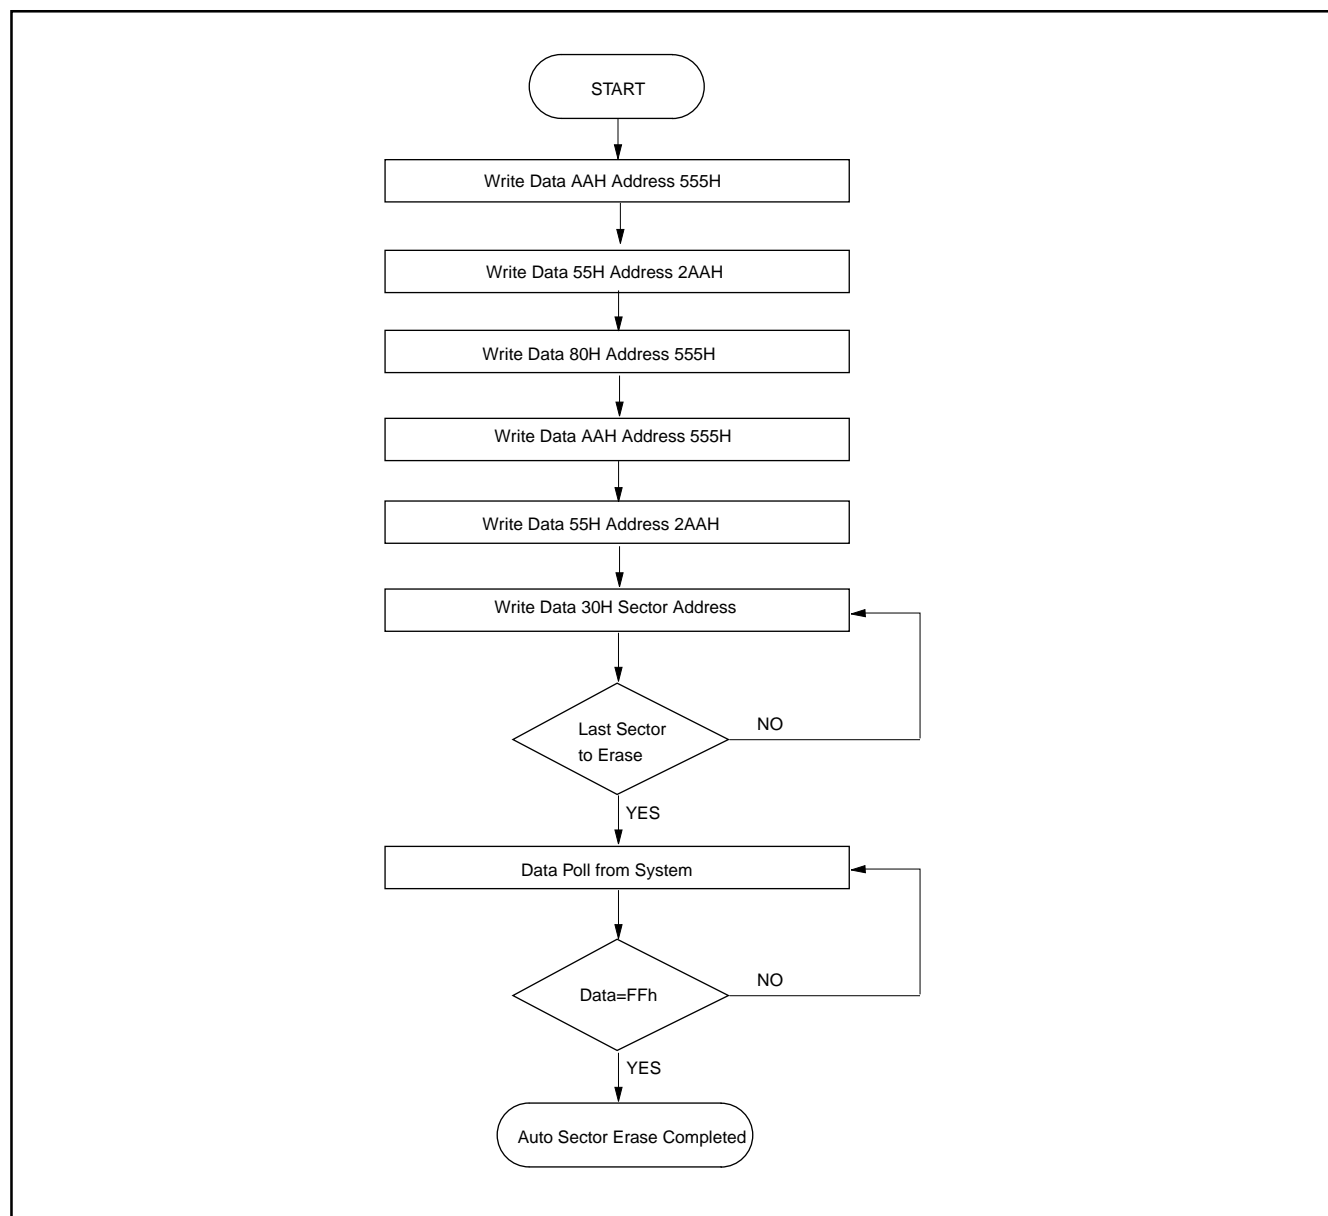 START
Write Data AAH Address 555H
Write Data 55H Address 2AAH
Write Data 80H Address 555H
Write Data AAH Address 555H
Write Data 55H Address 2AAH
Write Data 30H Sector Address
Last Sector
to Erase
NO
YES
Data Poll from System
Data=FFh
NO
YES
Auto Sector Erase Completed